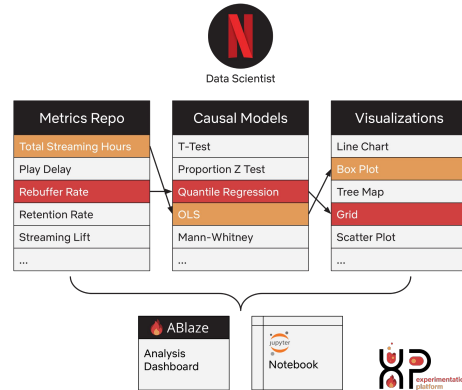 N
Data Scientist
Metrics Repo
Total Streaming Hours
Play Delay
Rebuffer Rate
Retention Rate
Streaming Lift
...
Causal Models
T-Test
Proportion Z Test
Quantile Regression
OLS
Mann-Whitney
...
Visualizations
Line Chart
Box Plot
Tree Map
Grid
Scatter Plot
...
ABlaze
Analysis
Dashboard
jupyter
Notebook
XP
experimentation
platform